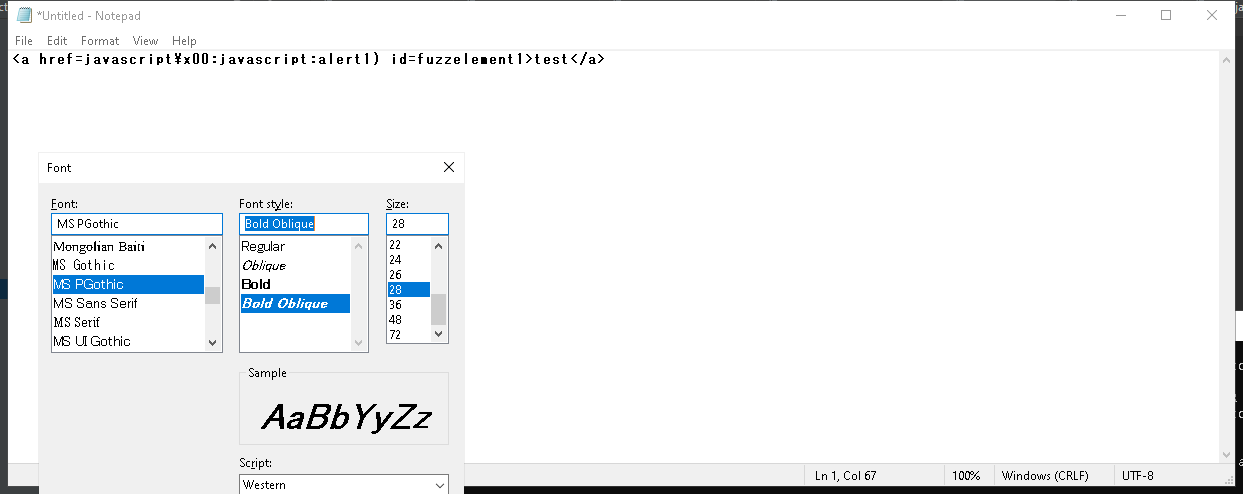 *Untitled - Notepad
File Edit Format View Help
<a href=javascript¥x00:javascript:alert1) id=fuzzelement1>test</a>
Font
Font: Font style: Size:
MS PGothic Bold Oblique 28
Mongolian Baiti Regular 22
MS Gothic Oblique 24
MS PGothic Bold 26
MS Sans Serif Bold Oblique 28
MS Serif 36
MS UI Gothic 48
72
Sample
AaBbYyZz
Script:
Western
Ln 1, Col 67 100% Windows (CRLF) UTF-8